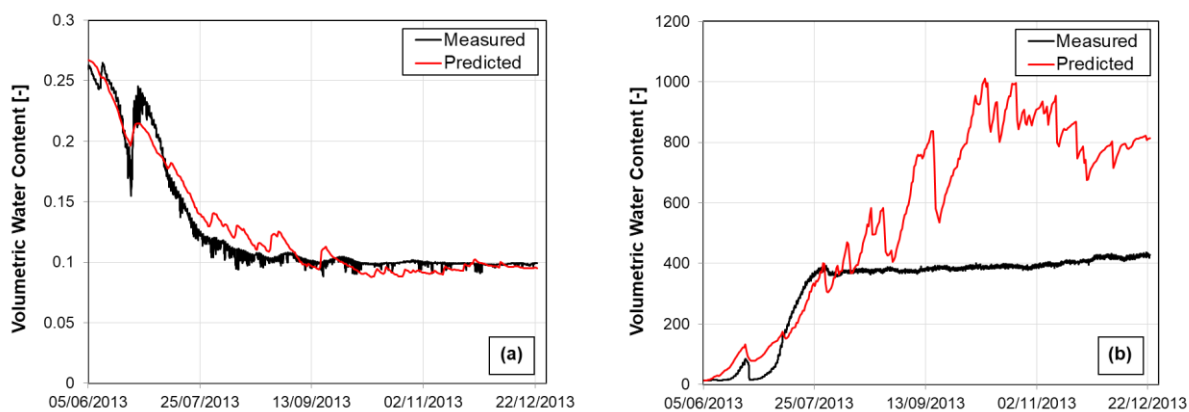 Volumetric Water Content [-]
0.3
0.25
0.2
0.15
0.1
0.05
0
Measured
Predicted
(a)
05/06/2013 25/07/2013 13/09/2013 02/11/2013 22/12/2013
Volumetric Water Content [-]
1200
1000
800
600
400
200
0
Measured
Predicted
(b)
05/06/2013 25/07/2013 13/09/2013 02/11/2013 22/12/2013